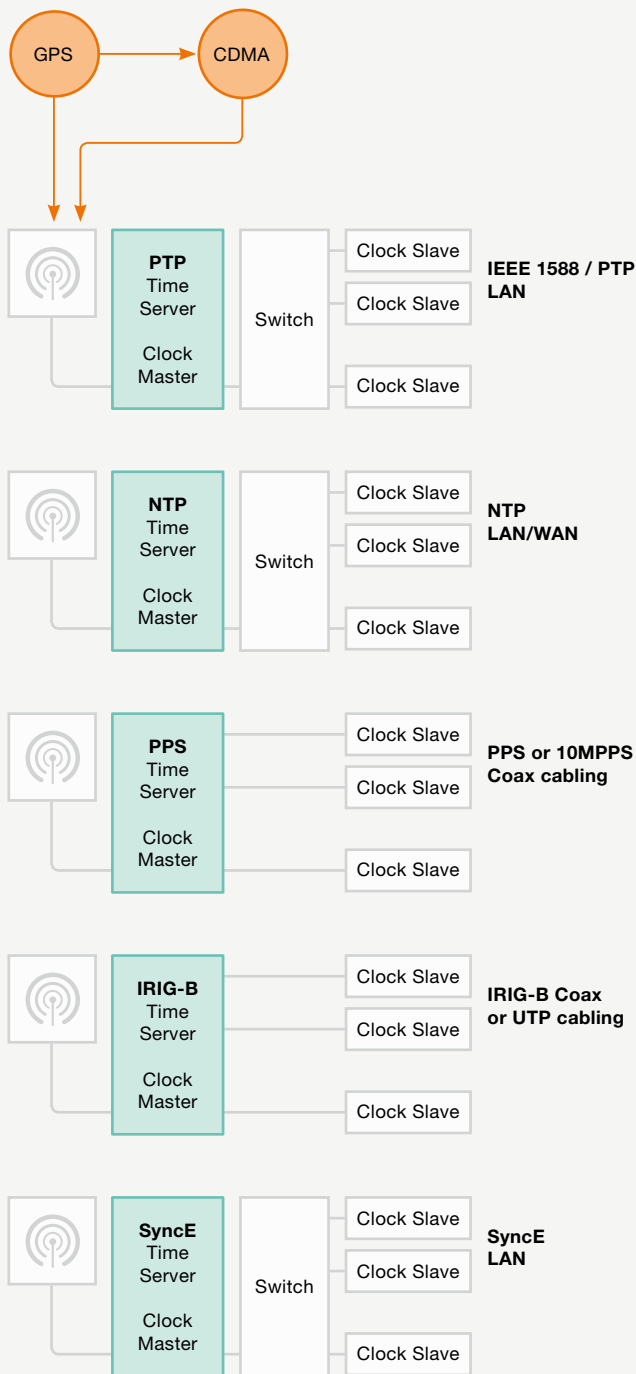 GPS
CDMA
PTP
Time
Server
Clock
Master
Switch
Clock Slave
Clock Slave
Clock Slave
IEEE 1588 / PTP
LAN
NTP
Time
Server
Clock
Master
Switch
Clock Slave
Clock Slave
Clock Slave
NTP
LAN/WAN
PPS
Time
Server
Clock
Master
Clock Slave
Clock Slave
Clock Slave
PPS or 10MPPS
Coax cabling
IRIG-B
Time
Server
Clock
Master
Clock Slave
Clock Slave
Clock Slave
IRIG-B Coax
or UTP cabling
SyncE
Time
Server
Clock
Master
Switch
Clock Slave
Clock Slave
Clock Slave
SyncE
LAN